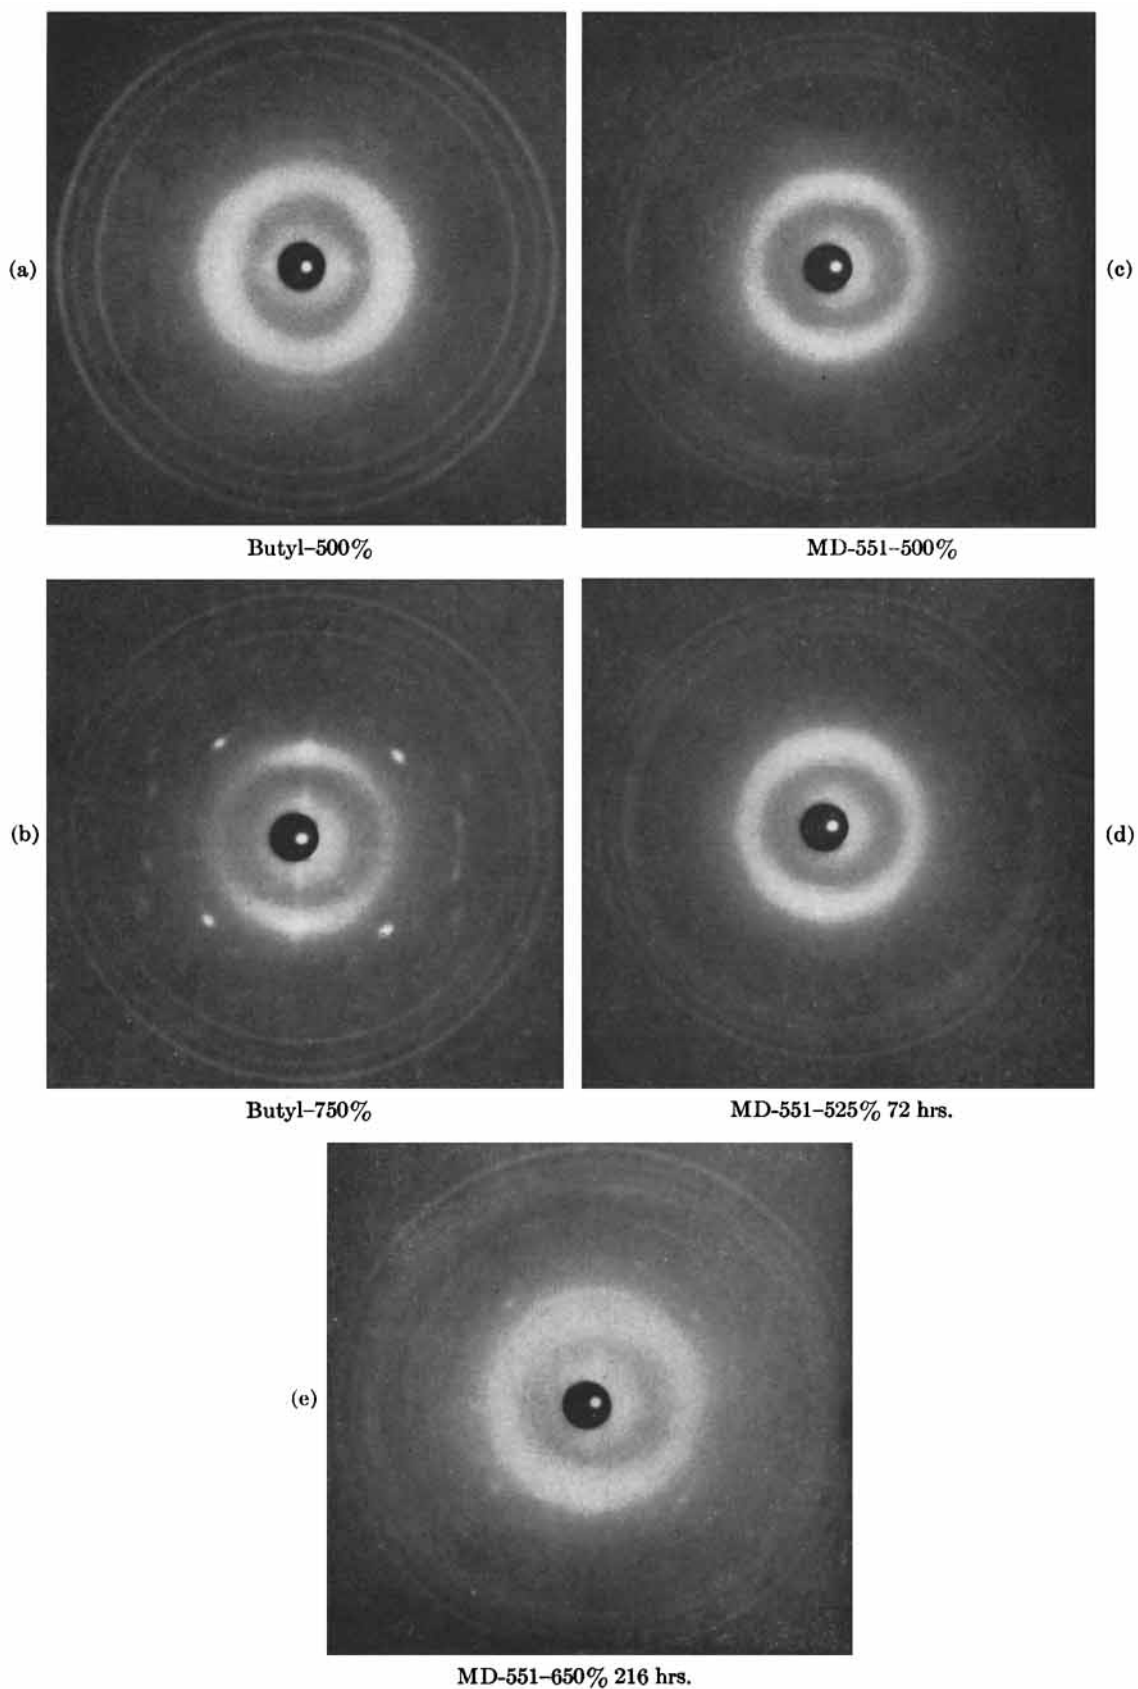 (a)
Butyl–500%
(c)
MD-551–500%
(b)
Butyl–750%
(d)
MD-551–525% 72 hrs.
(e)
MD-551–650% 216 hrs.